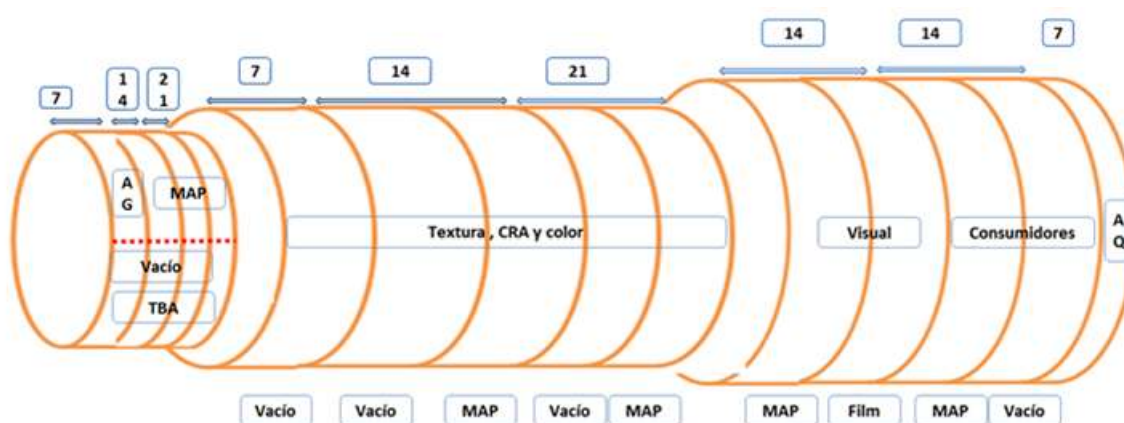 14
14
7
7
14
21
1
4
2
1
7
A
G
MAP
Vacío
TBA
Textura , CRA y color
Visual
Consumidores
A
Q
Vacío
Vacío
MAP
Vacío
MAP
MAP
Film
MAP
Vacío